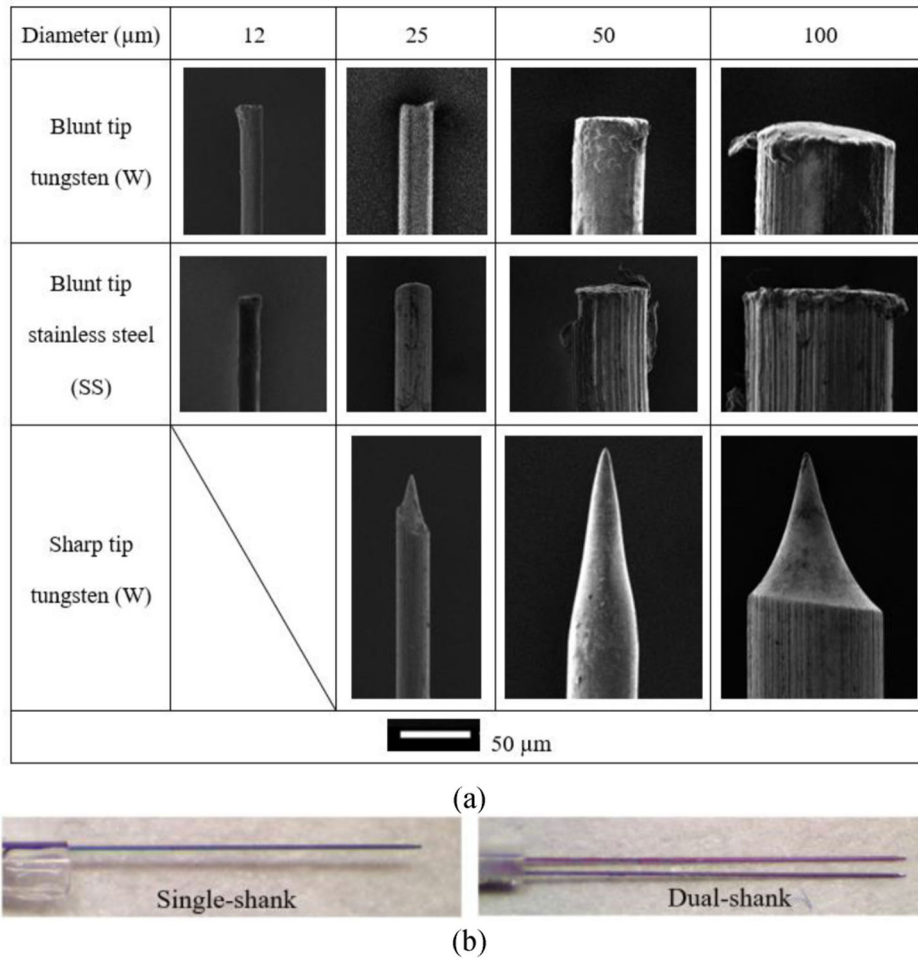 Diameter (µm) 12 25 50 100
Blunt tip
tungsten (W)
Blunt tip
stainless steel
(SS)
Sharp tip
tungsten (W)
50 µm
(a)
Single-shank Dual-shank
(b)